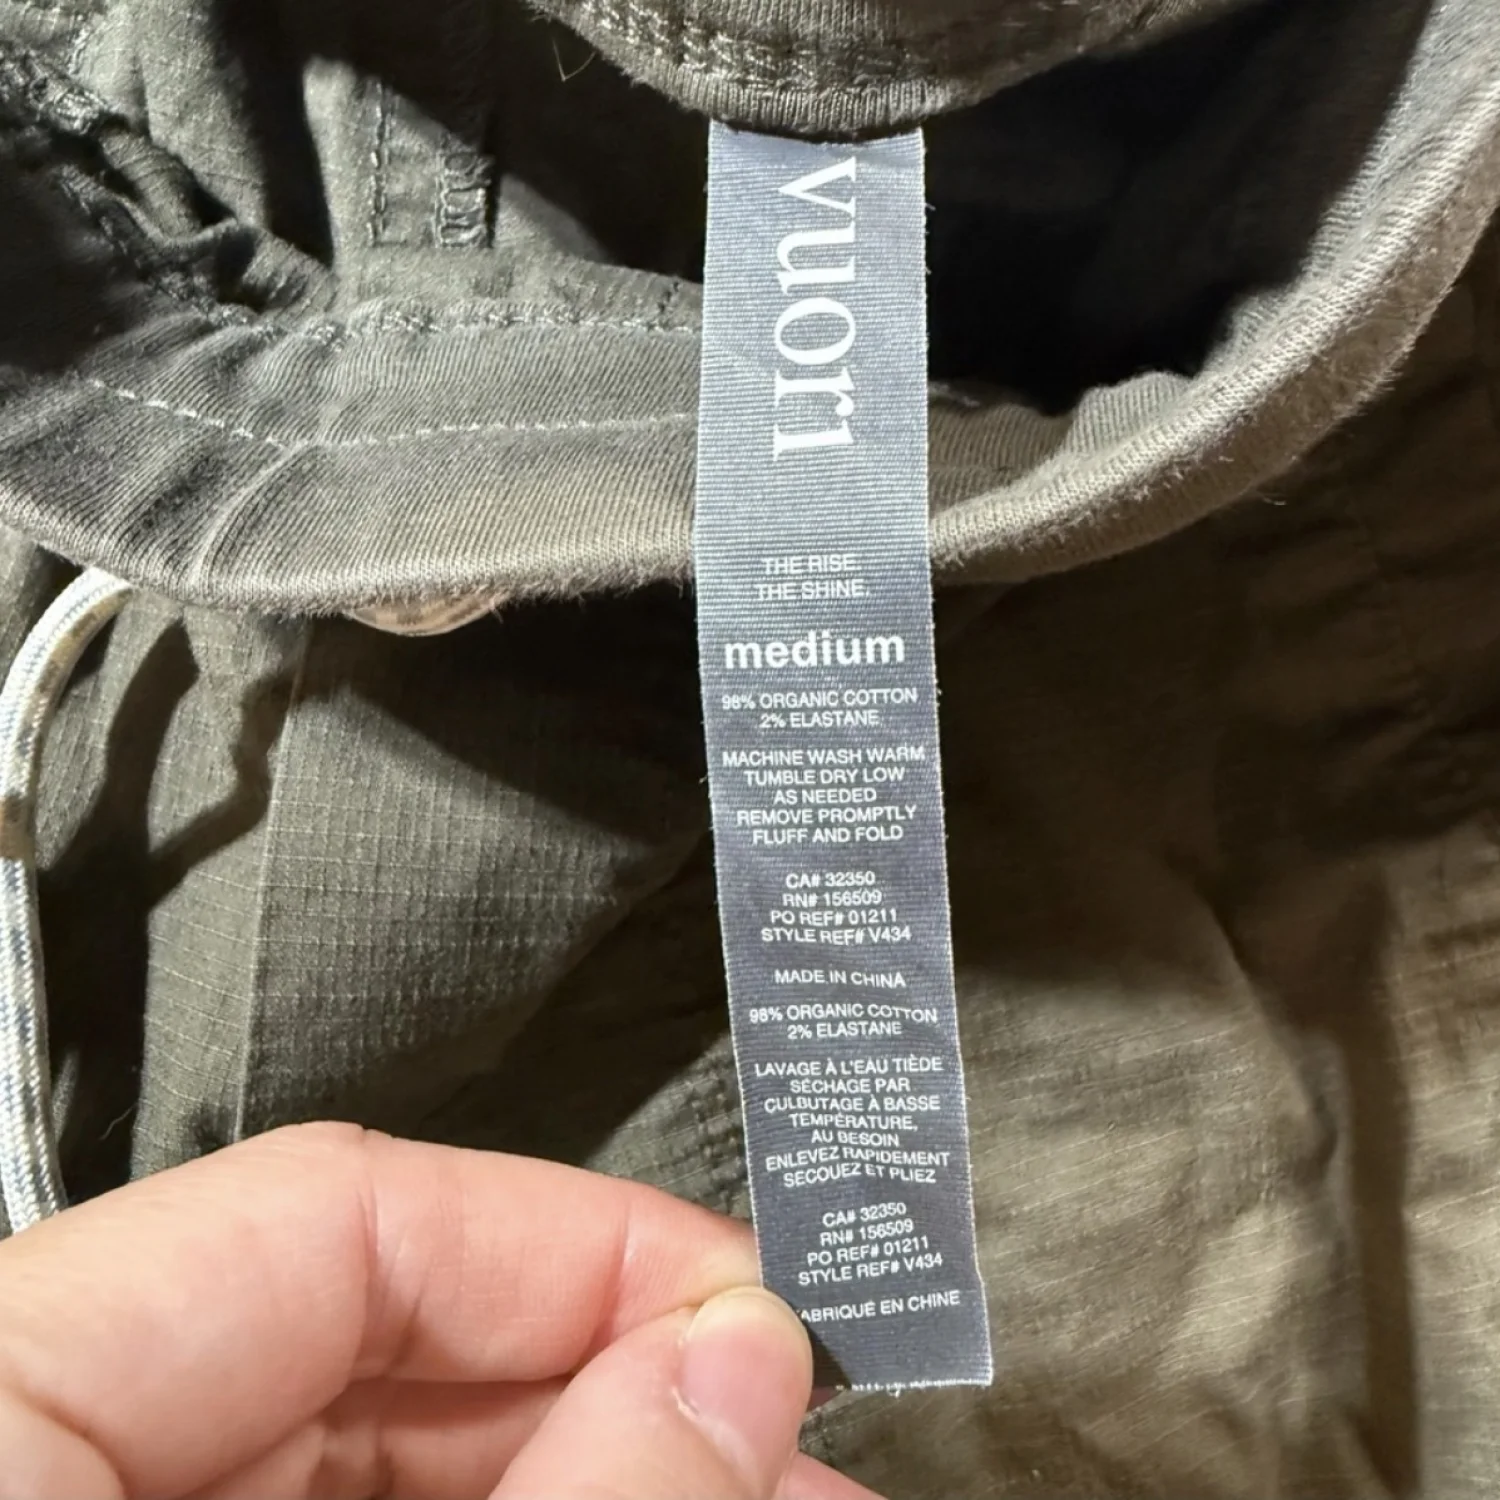 vuori
THE RISE.
THE SHINE.
medium
98% ORGANIC COTTON
2% ELASTANE
MACHINE WASH WARM
TUMBLE DRY LOW
AS NEEDED
REMOVE PROMPTLY
FLUFF AND FOLD
CA# 32350
RN# 156509
PO REF# 01211
STYLE REF# V434
MADE IN CHINA
98% ORGANIC COTTON
2% ELASTANE
LAVAGE À L'EAU TIÈDE
SÉCHAGE PAR
CULBUTAGE À BASSE
TEMPÉRATURE,
AU BESOIN
ENLEVEZ RAPIDEMENT
SECOUEZ ET PLIEZ
CA# 32350
RN# 156509
PO REF# 01211
STYLE REF# V434
ABRIQUÉ EN CHINE